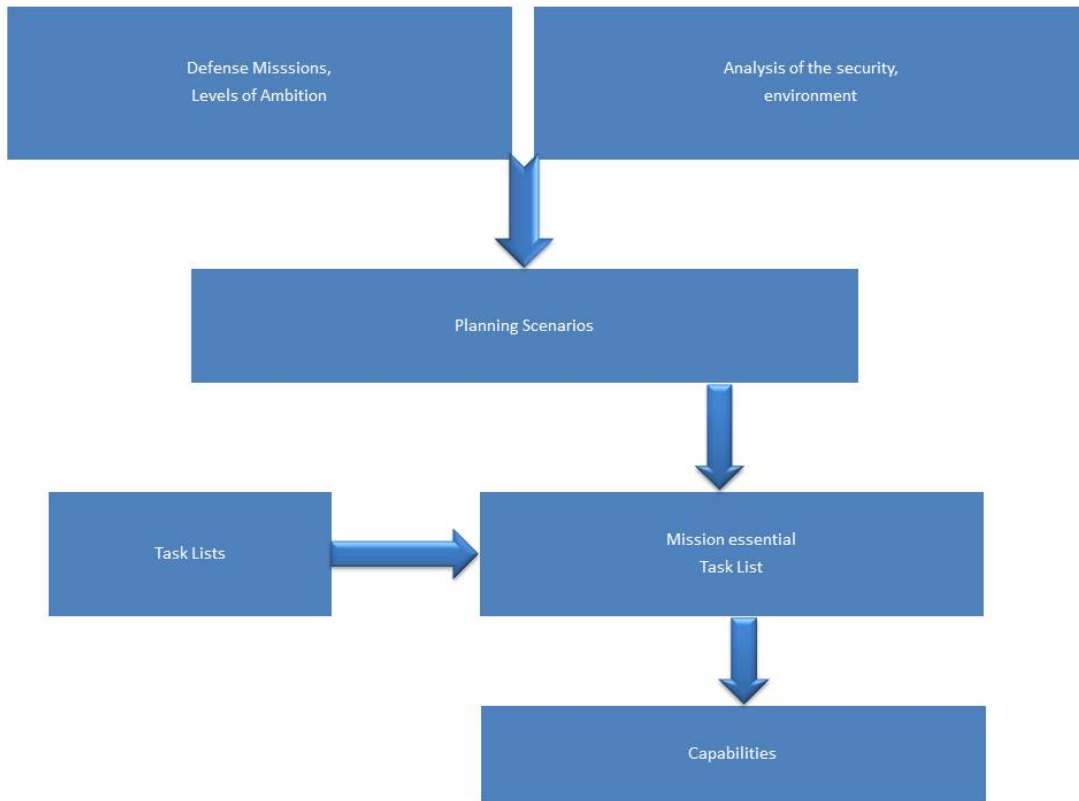 Defense Misssions,
Levels of Ambition
Analysis of the security,
environment
Planning Scenarios
Task Lists
Mission essential
Task List
Capabilities